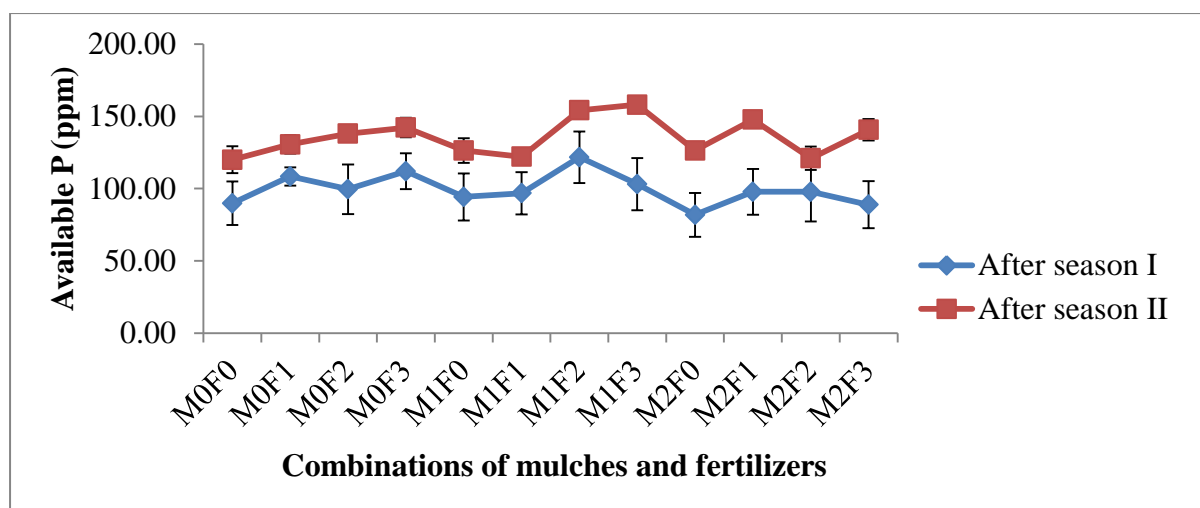 200.00
150.00
100.00
50.00
0.00
Available P (ppm)
M0F0
M0F1
M0F2
M0F3
M1F0
M1F1
M1F2
M1F3
M2F0
M2F1
M2F2
M2F3
Combinations of mulches and fertilizers
After season I
After season II